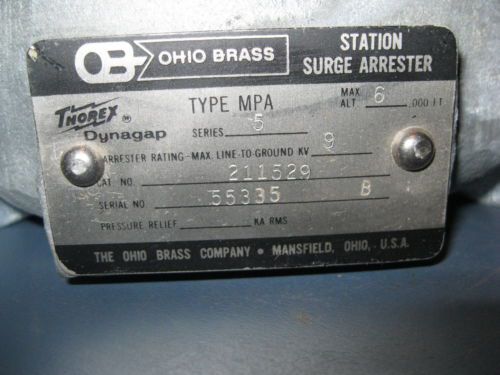 OB OHIO BRASS
STATION
SURGE ARRESTER
THOREX ®
Dynagap
TYPE MPA
MAX. ALT 6 ,000 FT
SERIES 5
ARRESTER RATING-MAX. LINE-TO-GROUND KV 9
CAT NO. 211529
SERIAL NO. 55335 B
PRESSURE RELIEF KA RMS
THE OHIO BRASS COMPANY • MANSFIELD, OHIO, U.S.A.